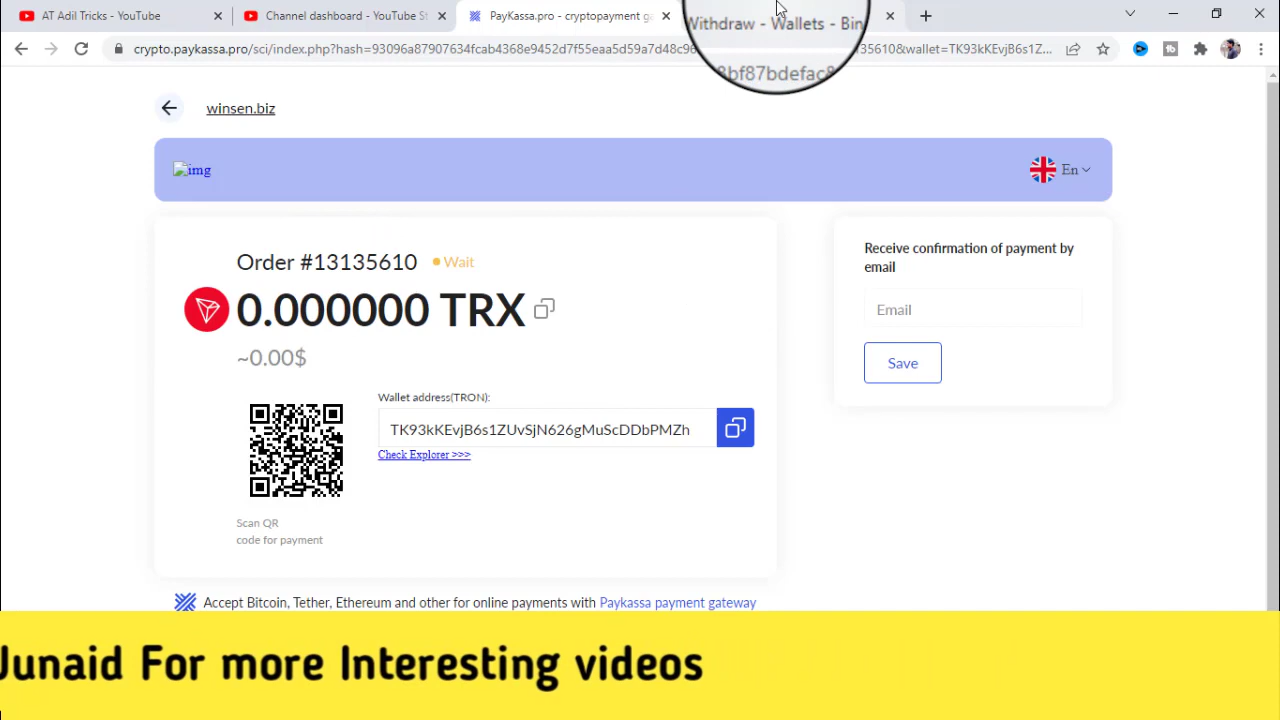 AT Adil Tricks - YouTube
Channel dashboard - YouTube St
PayKassa.pro - cryptopayment ga
Withdraw - Wallets - Bin
crypto.paykassa.pro/sci/index.php?hash=93096a87907634fcab4368e9452d7f5eaa5d59a7d48c96
8bf87bdefac8
35610&wallet=TK93kKEvjB6s1Z...
winsen.biz
img
En
Order #13135610
Wait
0.000000 TRX
~0.00$
Wallet address(TRON):
TK93kKEvjB6s1ZUvSjN626gMuScDDbPMZh
Check Explorer >>>
Scan QR
code for payment
Receive confirmation of payment by
email
Email
Save
Accept Bitcoin, Tether, Ethereum and other for online payments with Paykassa payment gateway
Junaid For more Interesting videos